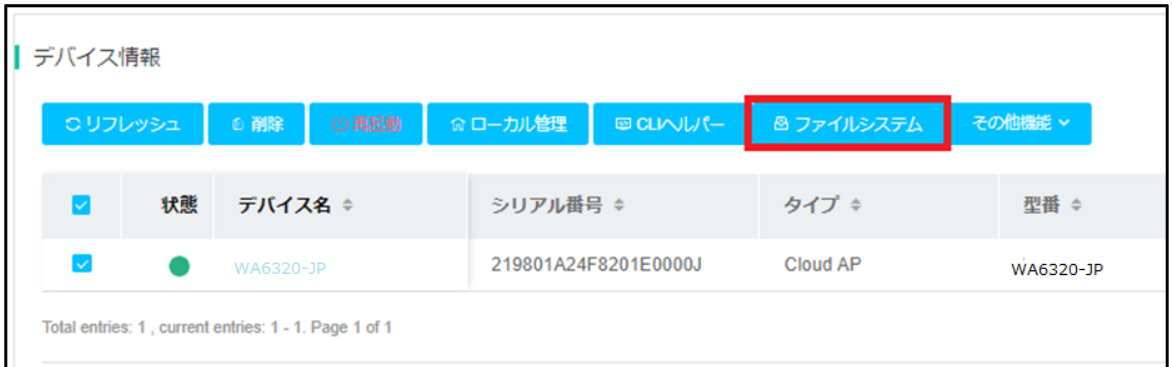 デバイス情報
リフレッシュ 削除 再起動 ローカル管理 CLIヘルパー ファイルシステム その他機能
状態 デバイス名 シリアル番号 タイプ 型番
WA6320-JP 219801A24F8201E0000J Cloud AP WA6320-JP
Total entries: 1 , current entries: 1 - 1. Page 1 of 1